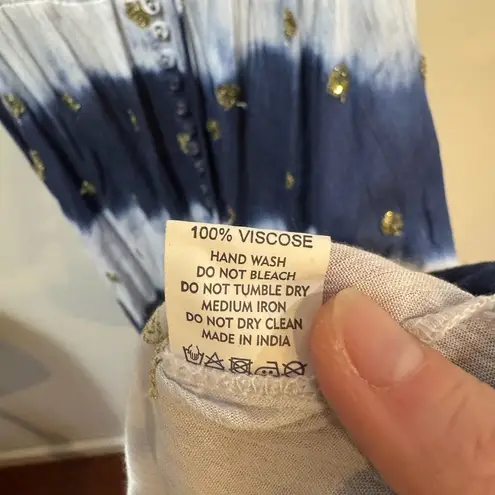 100% VISCOSE
HAND WASH
DO NOT BLEACH
DO NOT TUMBLE DRY
MEDIUM IRON
DO NOT DRY CLEAN
MADE IN INDIA